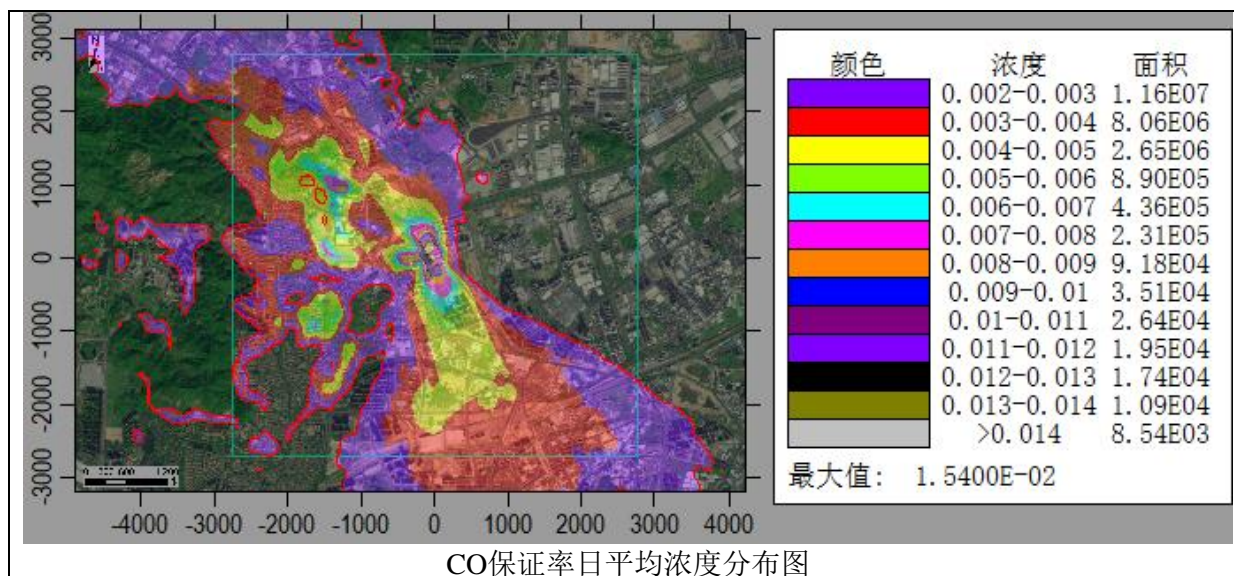 3000
2000
1000
0
-1000
-2000
-3000
-4000 -3000 -2000 -1000 0 1000 2000 3000 4000
N
颜色 浓度 面积
0.002-0.003 1.16E07
0.003-0.004 8.06E06
0.004-0.005 2.65E06
0.005-0.006 8.90E05
0.006-0.007 4.36E05
0.007-0.008 2.31E05
0.008-0.009 9.18E04
0.009-0.01 3.51E04
0.01-0.011 2.64E04
0.011-0.012 1.95E04
0.012-0.013 1.74E04
0.013-0.014 1.09E04
>0.014 8.54E03
最大值: 1.5400E-02
CO保证率日平均浓度分布图